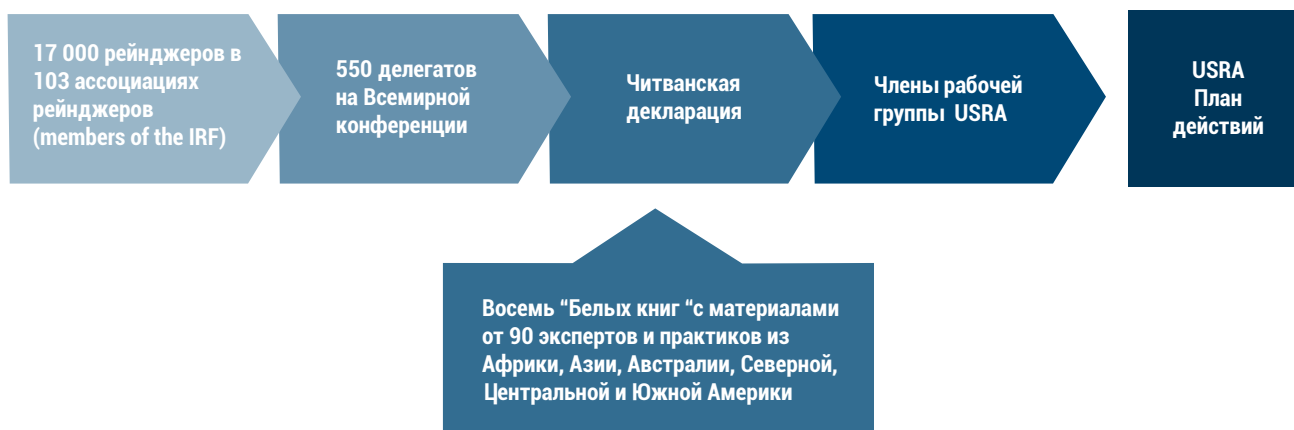 17 000 рейнджеров в
103 ассоциациях
рейнджеров
(members of the IRF)
550 делегатов
на Всемирной
конференции
Читванская
декларация
Члены рабочей
группы USRA
USRA
План
действий
Восемь “Белых книг “с материалами
от 90 экспертов и практиков из
Африки, Азии, Австралии, Северной,
Центральной и Южной Америки